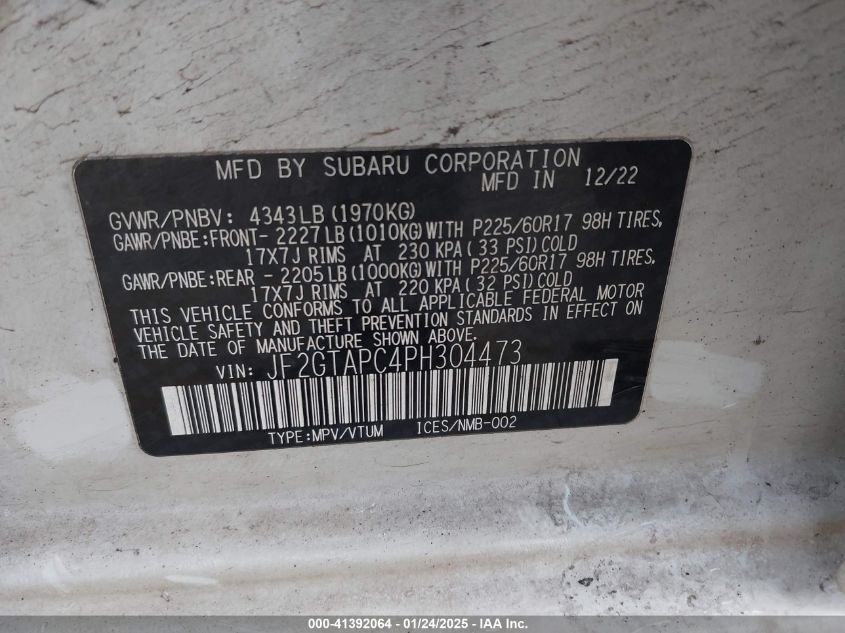 MFD BY SUBARU CORPORATION
MFD IN 12/22
GVWR/PNBV: 4343LB (1970KG)
GAWR/PNBE:FRONT- 2227LB(1010KG)WITH P225/60R17 98H TIRES,
17X7J RIMS AT 230 KPA(33 PSI)COLD
GAWR/PNBE:REAR - 2205LB(1000KG)WITH P225/60R17 98H TIRES,
17X7J RIMS AT 220 KPA(32 PSI)COLD
THIS VEHICLE CONFORMS TO ALL APPLICABLE FEDERAL MOTOR
VEHICLE SAFETY AND THEFT PREVENTION STANDARDS IN EFFECT ON
THE DATE OF MANUFACTURE SHOWN ABOVE.
VIN: JF2GTAPC4PH304473
TYPE:MPV/VTUM ICES/NMB-002
000-41392064 - 01/24/2025 - IAA Inc.